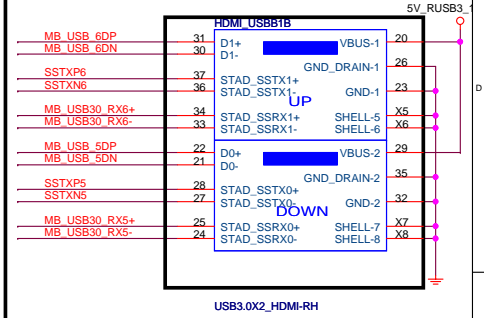 5V_RUSB3_1
HDMI_USBB1B
MB_USB_6DP 31 D1+ VBUS-1 20
MB_USB_6DN 30 D1-
GND_DRAIN-1 26
SSTXP6 37 STAD_SSTX1+
SSTXN6 36 STAD_SSTX1- GND-1 23
UP
MB_USB30_RX6+ 34 STAD_SSRX1+ SHELL-5 X5
MB_USB30_RX6- 33 STAD_SSRX1- SHELL-6 X6
MB_USB_5DP 22 D0+ VBUS-2 29
MB_USB_5DN 21 D0-
GND_DRAIN-2 35
SSTXP5 28 STAD_SSTX0+
SSTXN5 27 STAD_SSTX0- GND-2 32
DOWN
MB_USB30_RX5+ 25 STAD_SSRX0+ SHELL-7 X7
MB_USB30_RX5- 24 STAD_SSRX0- SHELL-8 X8
USB3.0X2_HDMI-RH
D